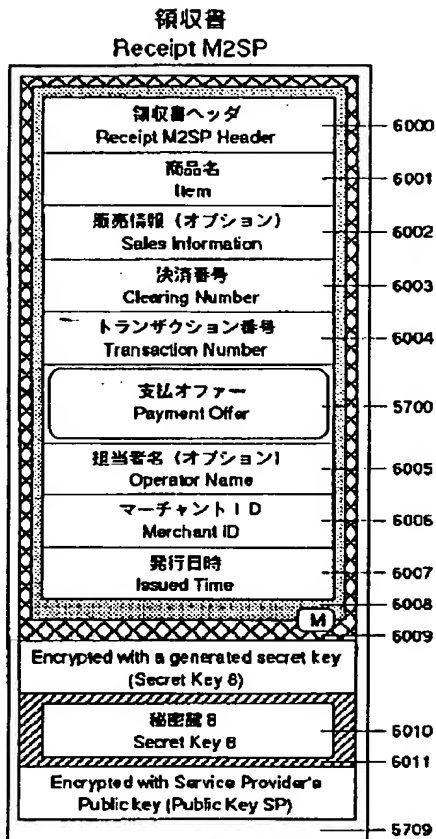 領収書
Receipt M2SP
領収書ヘッダ
Receipt M2SP Header
6000
商品名
Item
6001
販売情報（オプション）
Sales Information
6002
決済番号
Clearing Number
6003
トランザクション番号
Transaction Number
6004
支払オファー
Payment Offer
5700
担当者名（オプション）
Operator Name
6005
マーチャントID
Merchant ID
6006
発行日時
Issued Time
6007
6008
M
6009
Encrypted with a generated secret key
(Secret Key 8)
秘密鍵 8
Secret Key 8
6010
6011
Encrypted with Service Provider's
Public key (Public Key SP)
5709